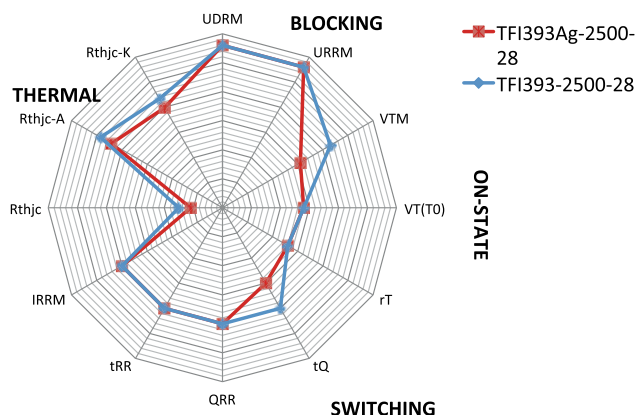 UDRM
BLOCKING
URRM
VTM
VT(T0)
ON-STATE
rT
tQ
SWITCHING
QRR
tRR
IRRM
Rthjc
Rthjc-A
THERMAL
Rthjc-K
TFI393Ag-2500-
28
TFI393-2500-28